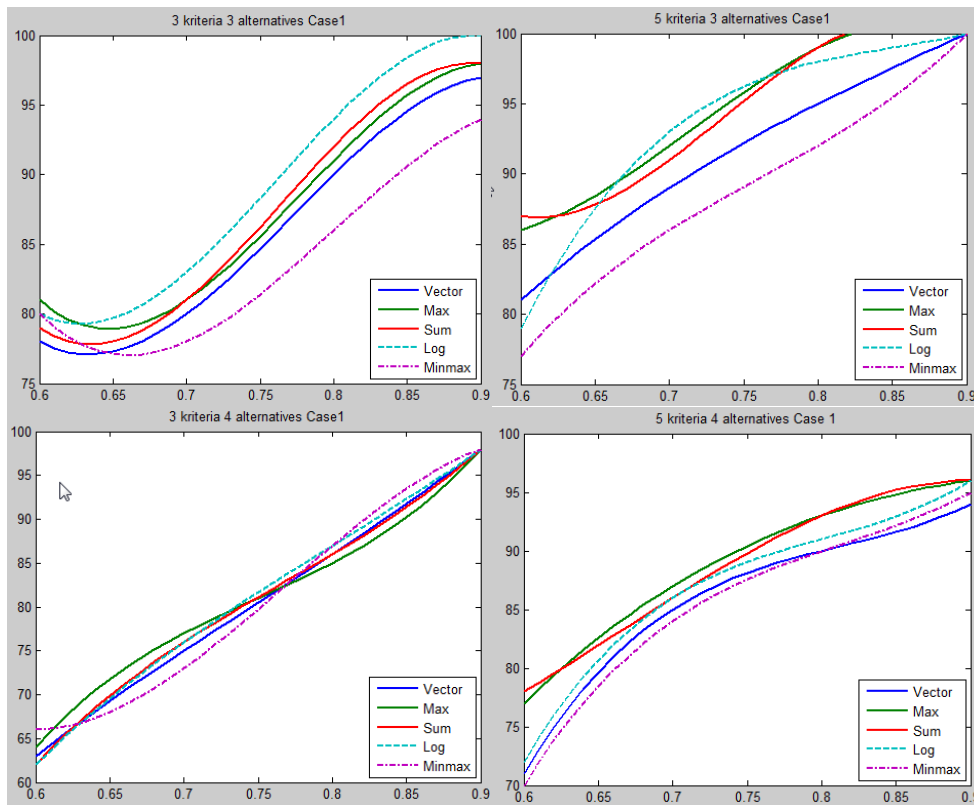 3 kriteria 3 alternatives Case1
100
95
90
85
80
75
0.6 0.65 0.7 0.75 0.8 0.85 0.9
Vector
Max
Sum
Log
Minmax
5 kriteria 3 alternatives Case1
100
95
90
85
80
75
0.6 0.65 0.7 0.75 0.8 0.85 0.9
Vector
Max
Sum
Log
Minmax
3 kriteria 4 alternatives Case1
100
95
90
85
80
75
70
65
60
0.6 0.65 0.7 0.75 0.8 0.85 0.9
Vector
Max
Sum
Log
Minmax
5 kriteria 4 alternatives Case 1
100
95
90
85
80
75
70
0.6 0.65 0.7 0.75 0.8 0.85 0.9
Vector
Max
Sum
Log
Minmax